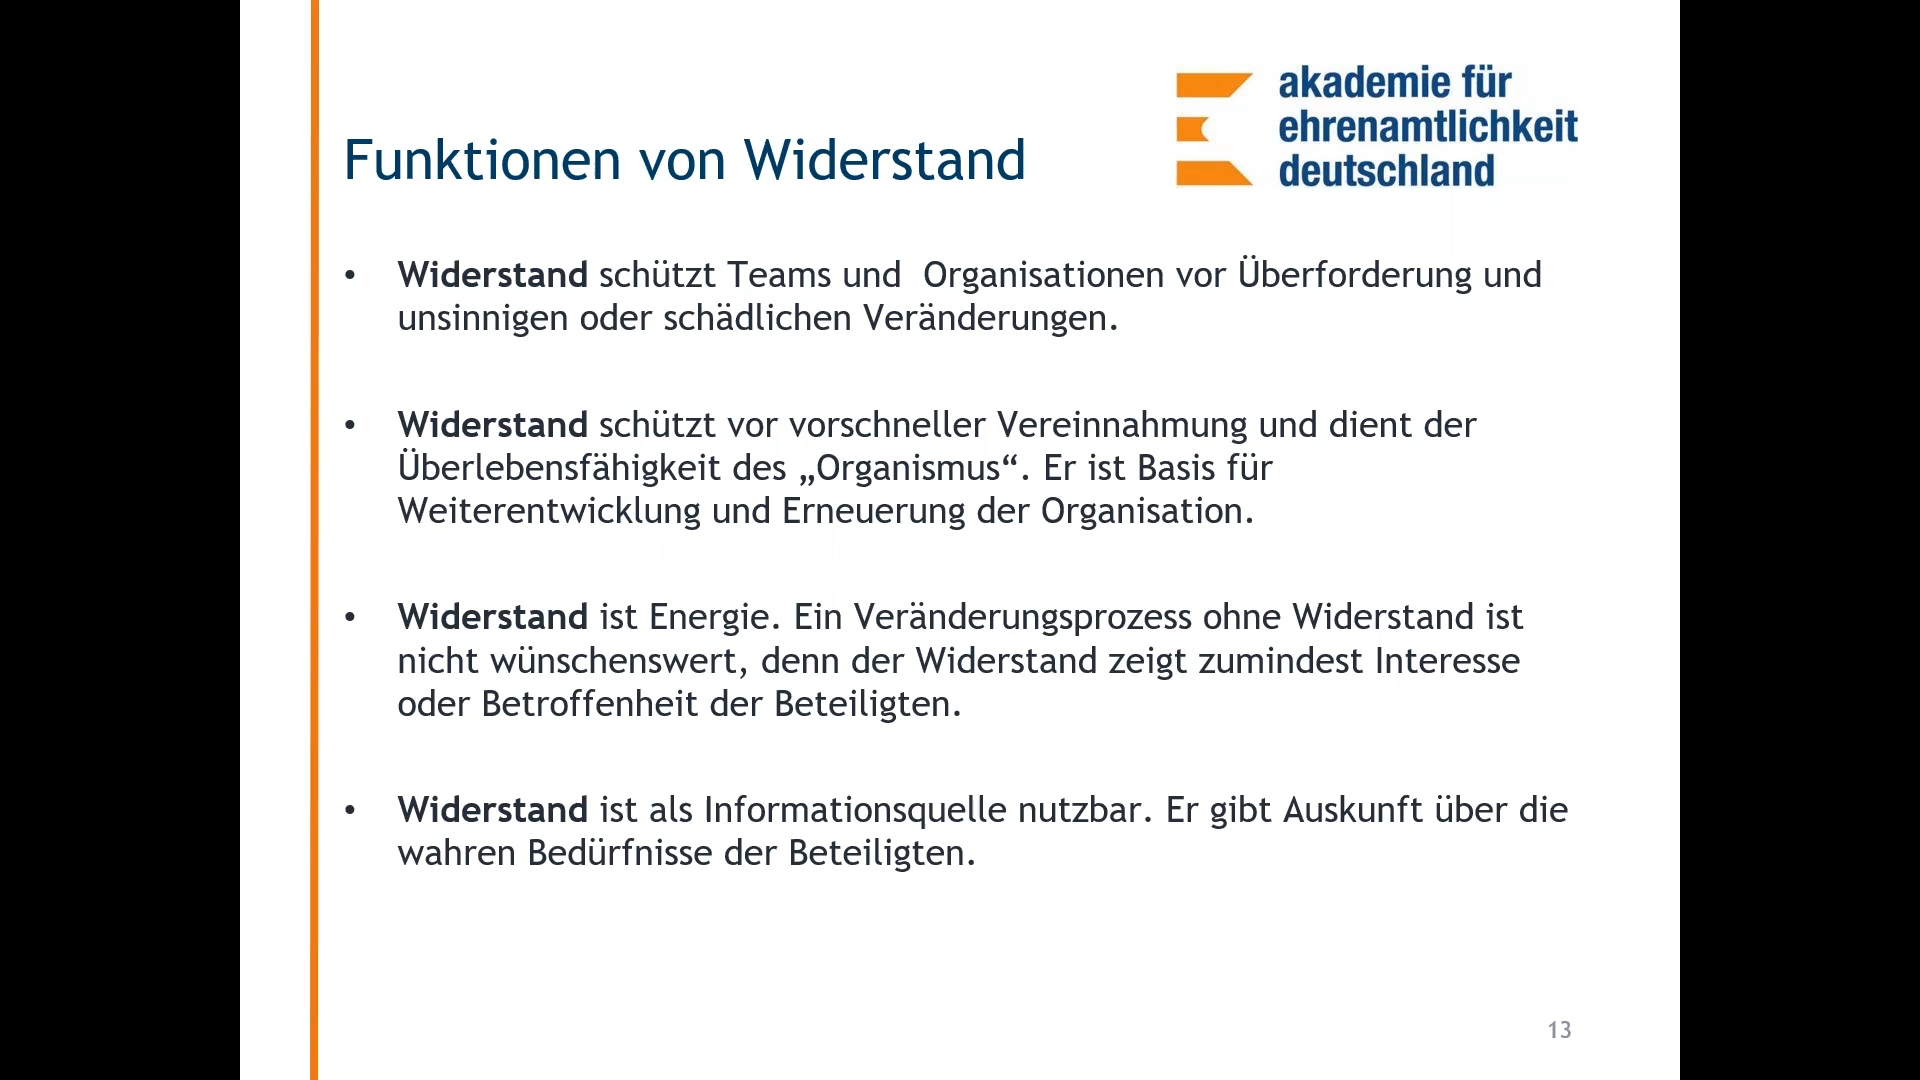 akademie für
ehrenamtlichkeit
deutschland
Funktionen von Widerstand
• Widerstand schützt Teams und  Organisationen vor Überforderung und
unsinnigen oder schädlichen Veränderungen.
• Widerstand schützt vor vorschneller Vereinnahmung und dient der
Überlebensfähigkeit des „Organismus“. Er ist Basis für
Weiterentwicklung und Erneuerung der Organisation.
• Widerstand ist Energie. Ein Veränderungsprozess ohne Widerstand ist
nicht wünschenswert, denn der Widerstand zeigt zumindest Interesse
oder Betroffenheit der Beteiligten.
• Widerstand ist als Informationsquelle nutzbar. Er gibt Auskunft über die
wahren Bedürfnisse der Beteiligten.
13